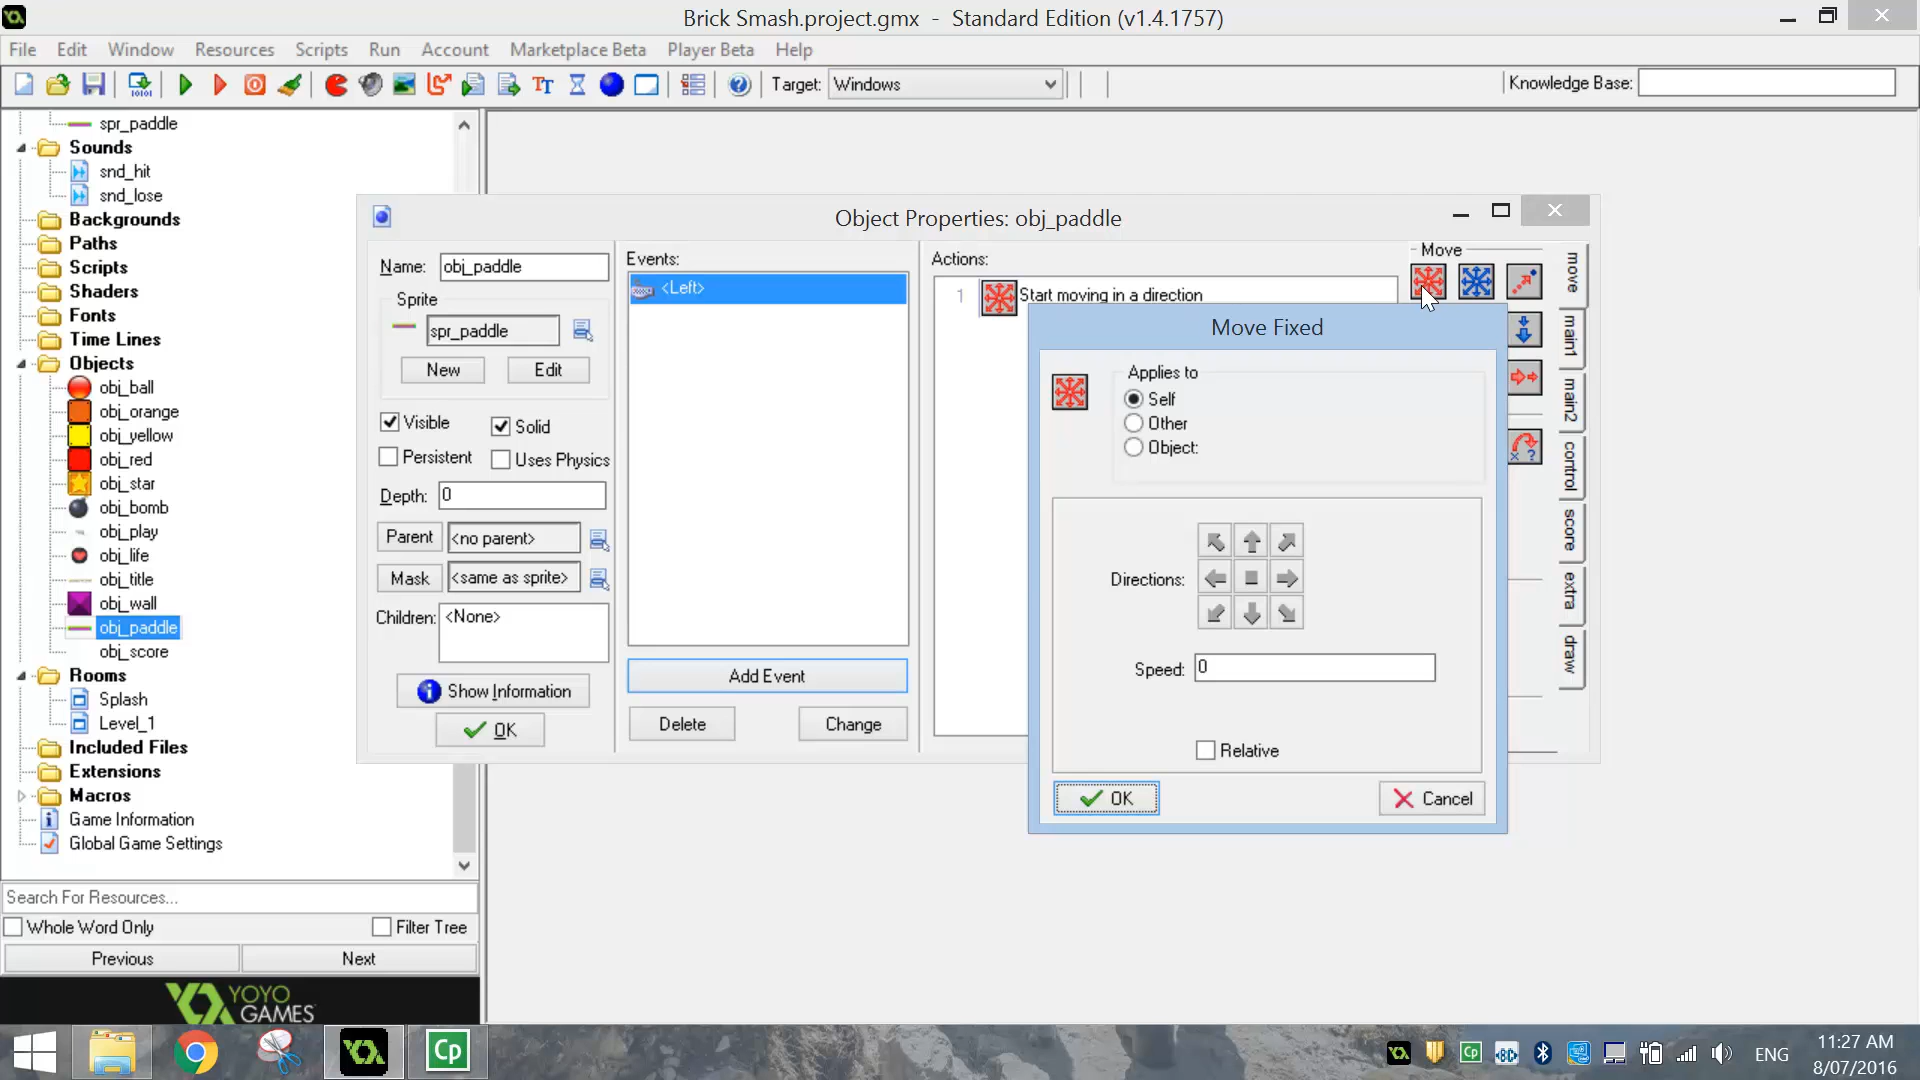 Brick Smash.project.gmx - Standard Edition (v1.4.1757)
File Edit Window Resources Scripts Run Account Marketplace Beta Player Beta Help
Target: Windows
Knowledge Base:
spr_paddle
Sounds
snd_hit
snd_lose
Backgrounds
Paths
Scripts
Shaders
Fonts
Time Lines
Objects
obj_ball
obj_orange
obj_yellow
obj_red
obj_star
obj_bomb
obj_play
obj_life
obj_title
obj_wall
obj_paddle
obj_score
Rooms
Splash
Level_1
Included Files
Extensions
Macros
Game Information
Global Game Settings
Search For Resources...
Whole Word Only
Filter Tree
Previous
Next
YOYO
GAMES
Object Properties: obj_paddle
Name: obj_paddle
Sprite
spr_paddle
New
Edit
Visible
Solid
Persistent
Uses Physics
Depth: 0
Parent <no parent>
Mask <same as sprite>
Children: <None>
Show Information
OK
Events:
<Left>
Add Event
Delete
Change
Actions:
1 Start moving in a direction
Move
move
main1
main2
control
score
extra
draw
Move Fixed
Applies to
Self
Other
Object:
Directions:
Speed: 0
Relative
OK
Cancel
Cp
ENG
11:27 AM
8/07/2016